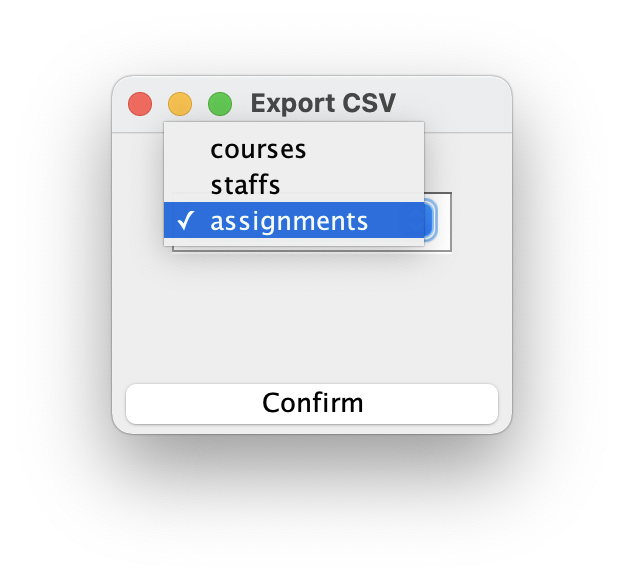 Export CSV
courses
staffs
✓ assignments
Confirm